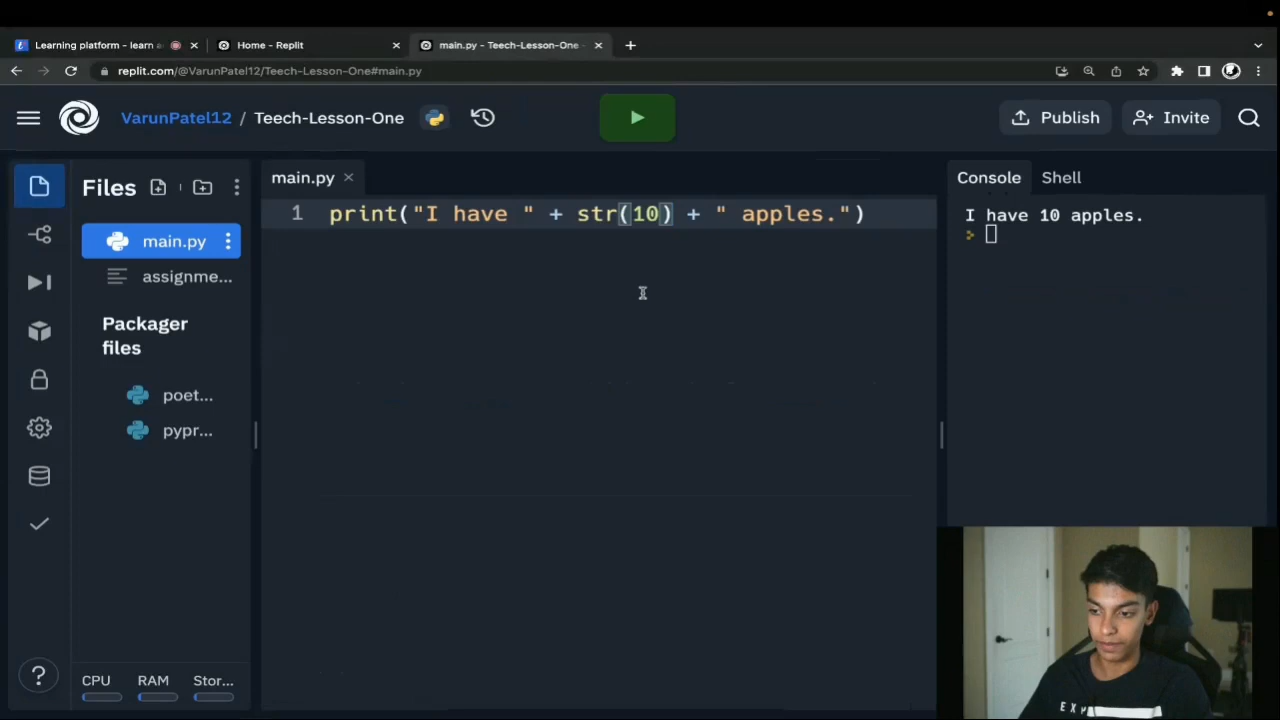 Learning platform - learn a
Home - Replit
main.py - Teech-Lesson-One -
replit.com/@VarunPatel12/Teech-Lesson-One#main.py
VarunPatel12 / Teech-Lesson-One
Publish
Invite
Files
main.py
assignme...
Packager
files
poet...
pypr...
CPU
RAM
Stor...
?
main.py
1 print("I have " + str(10) + " apples.")
Console
Shell
I have 10 apples.
>
EX